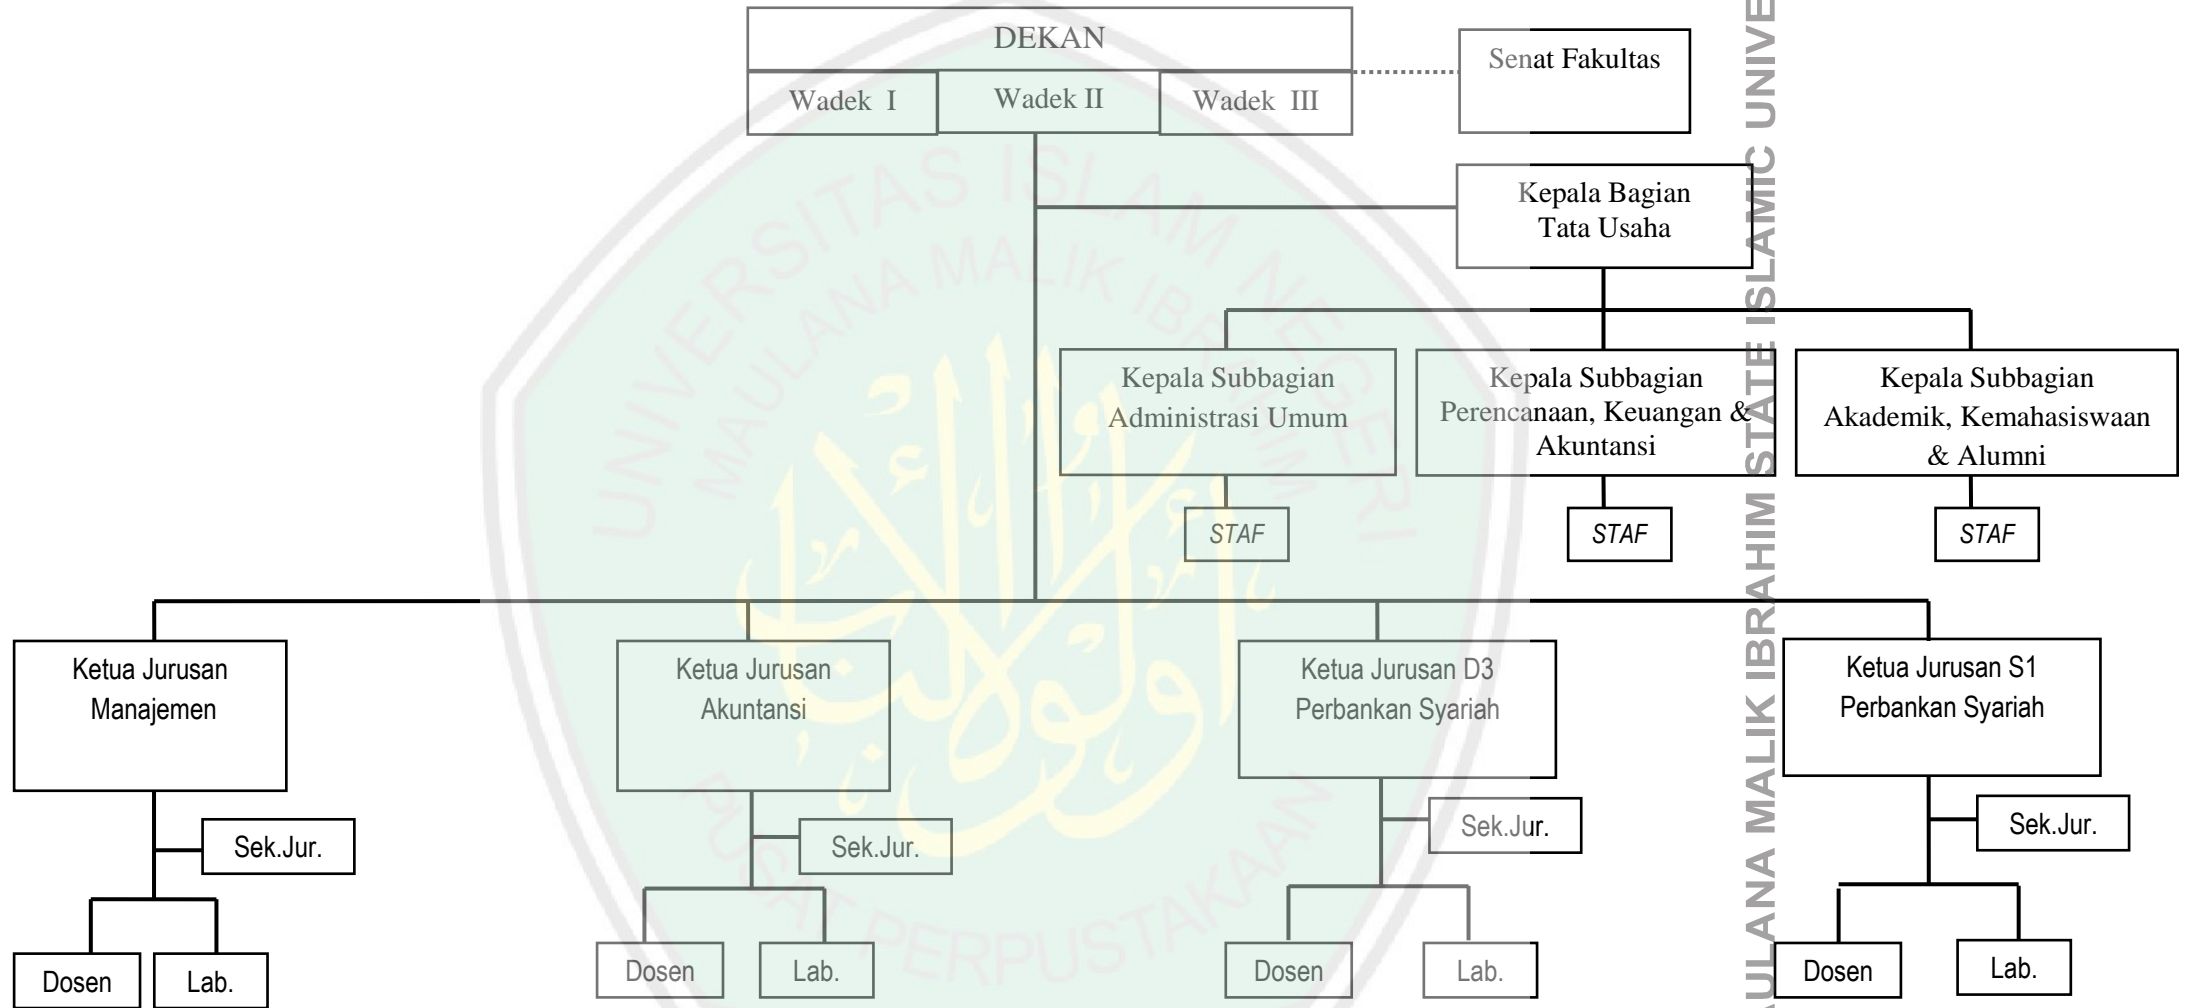 DEKAN
Wadek I
Wadek II
Wadek III
Senat Fakultas
Kepala Bagian
Tata Usaha
Kepala Subbagian
Administrasi Umum
Kepala Subbagian
Perencanaan, Keuangan &
Akuntansi
Kepala Subbagian
Akademik, Kemahasiswaan
& Alumni
STAF
STAF
STAF
Ketua Jurusan
Manajemen
Ketua Jurusan
Akuntansi
Ketua Jurusan D3
Perbankan Syariah
Ketua Jurusan S1
Perbankan Syariah
Sek.Jur.
Sek.Jur.
Sek.Jur.
Sek.Jur.
Dosen
Lab.
Dosen
Lab.
Dosen
Lab.
Dosen
Lab.
UNIVERSITAS ISLAM NEGERI
MAULANA MALIK IBRAHIM
PUSAT PERPUSTAKAAN
MALIK IBRAHIM STATE ISLAMIC